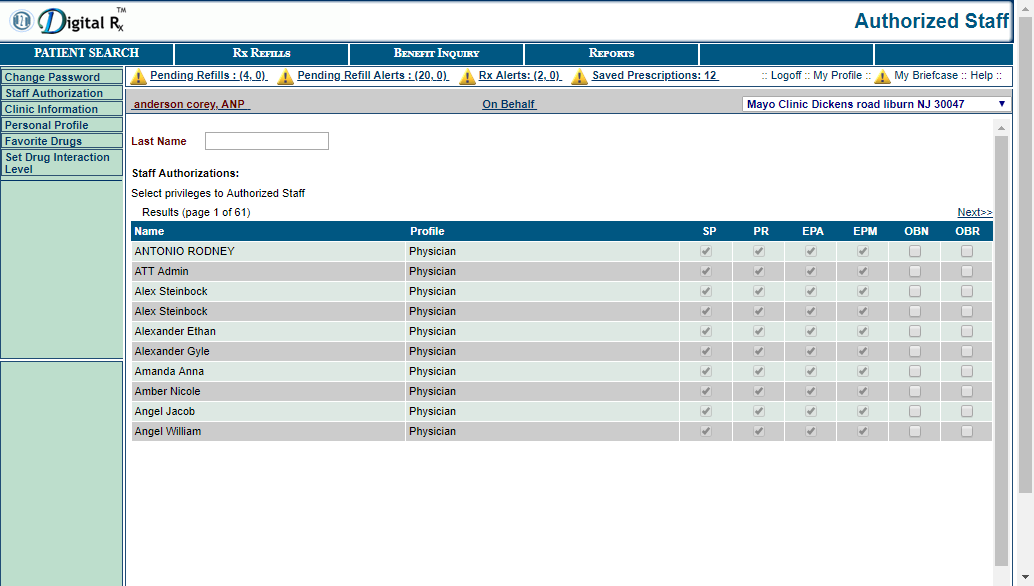 Digital Rx TM
Authorized Staff
PATIENT SEARCH Rx REFILLS BENEFIT INQUIRY REPORTS
Change Password
Staff Authorization
Clinic Information
Personal Profile
Favorite Drugs
Set Drug Interaction
Level
Pending Refills : (4, 0) Pending Refill Alerts : (20, 0) Rx Alerts: (2, 0) Saved Prescriptions: 12 :: Logoff :: My Profile :: My Briefcase :: Help ::
anderson corey, ANP On Behalf Mayo Clinic Dickens road liburn NJ 30047
Last Name
Staff Authorizations:
Select privileges to Authorized Staff
Results (page 1 of 61) Next>>
Name Profile SP PR EPA EPM OBN OBR
ANTONIO RODNEY Physician
ATT Admin Physician
Alex Steinbock Physician
Alex Steinbock Physician
Alexander Ethan Physician
Alexander Gyle Physician
Amanda Anna Physician
Amber Nicole Physician
Angel Jacob Physician
Angel William Physician